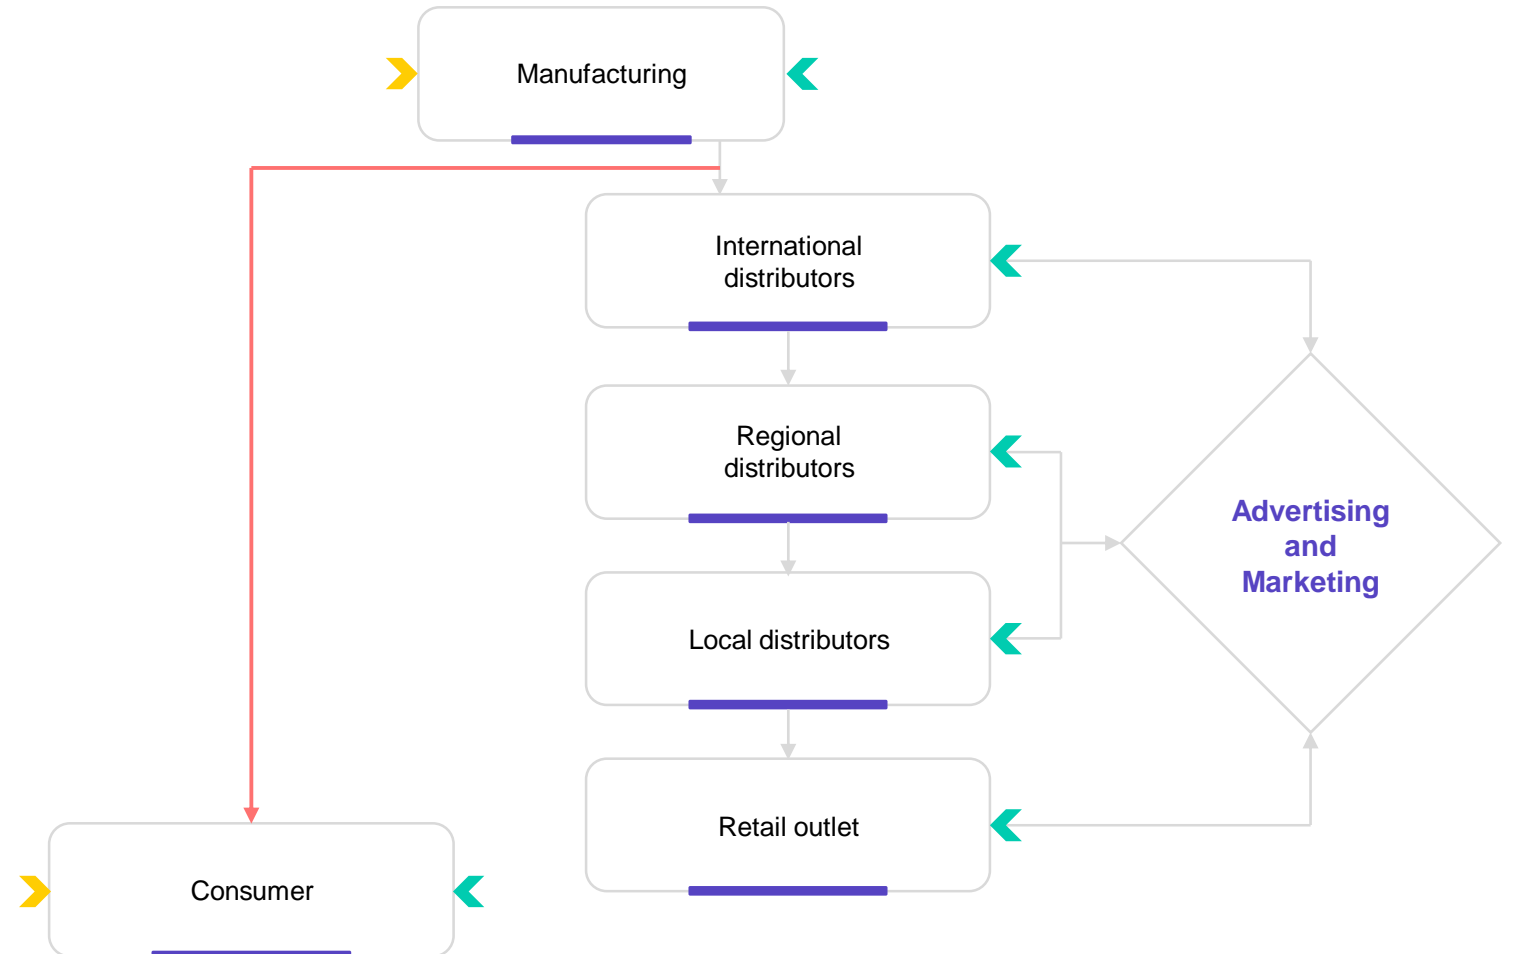 Manufacturing
International
distributors
Regional
distributors
Advertising
and
Marketing
Local distributors
Retail outlet
Consumer